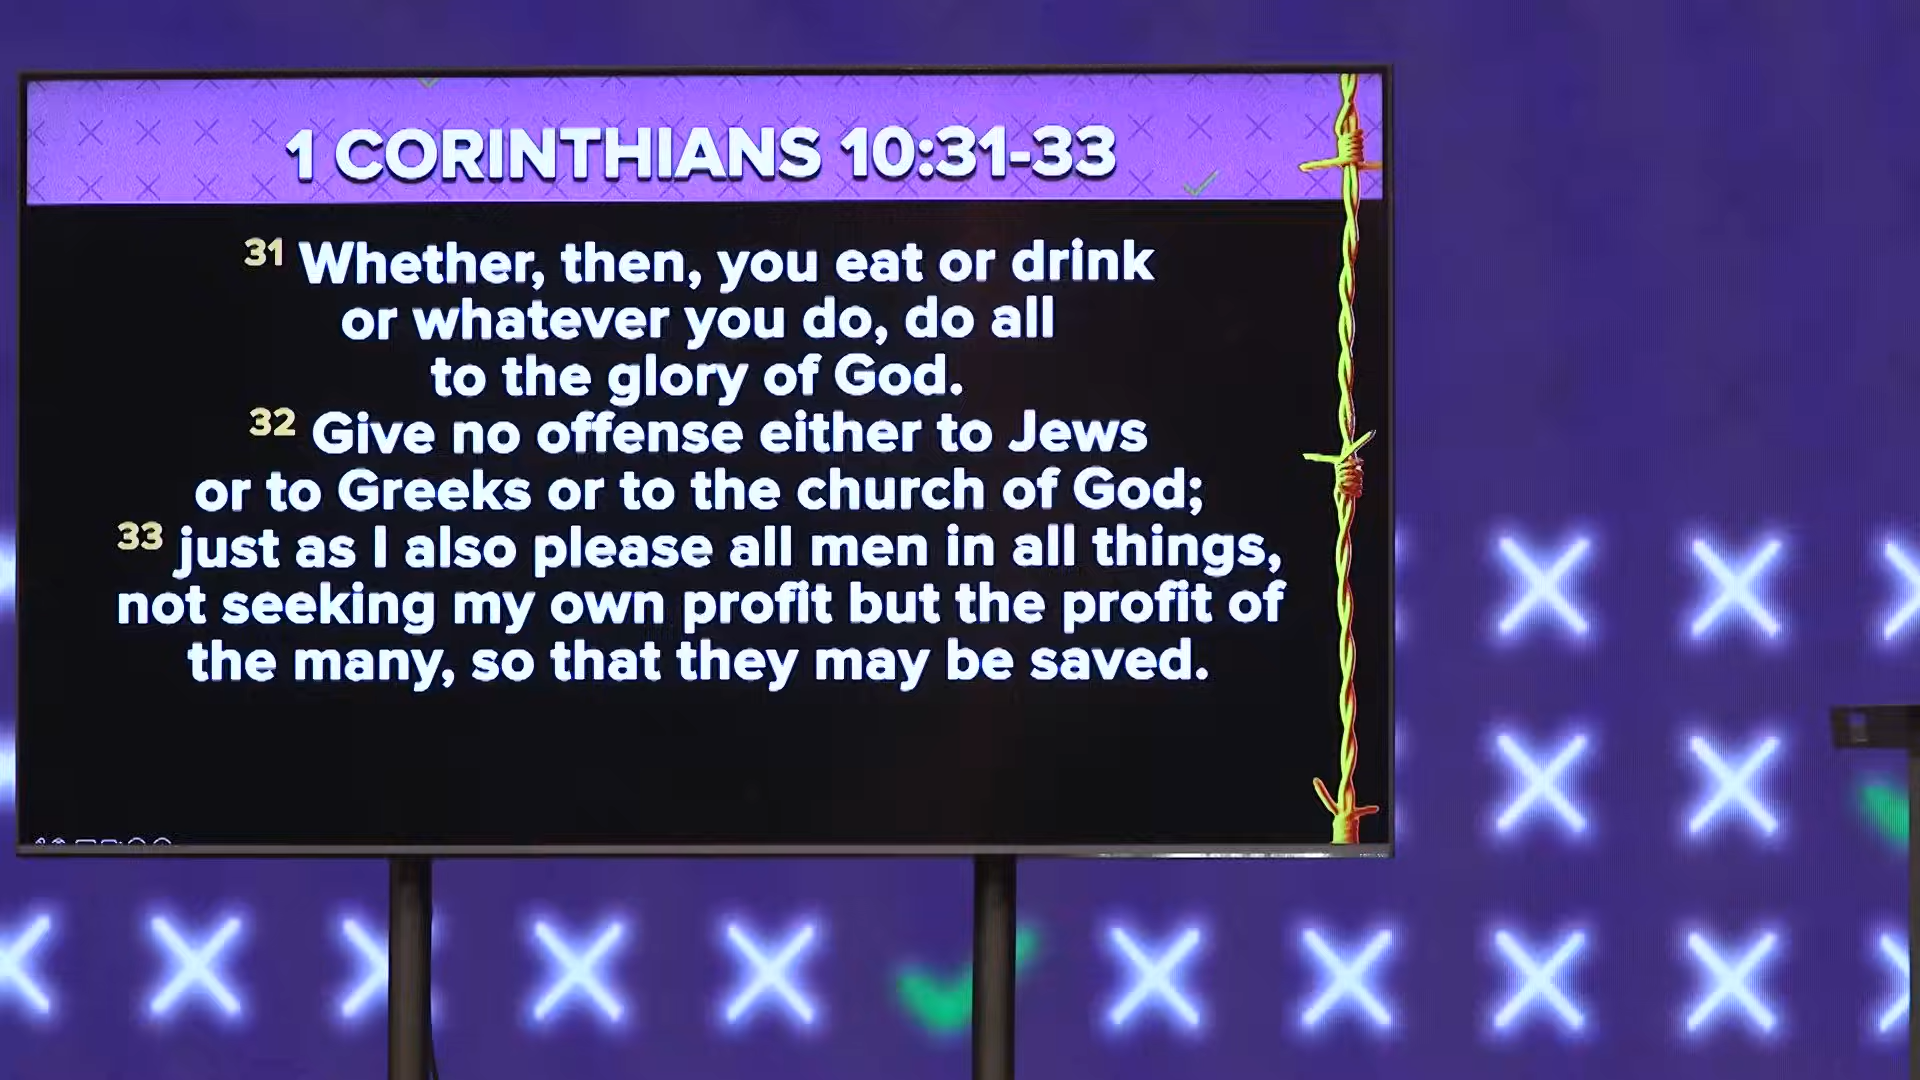 1 CORINTHIANS 10:31-33
31 Whether, then, you eat or drink
or whatever you do, do all
to the glory of God.
32 Give no offense either to Jews
or to Greeks or to the church of God;
33 just as I also please all men in all things,
not seeking my own profit but the profit of
the many, so that they may be saved.